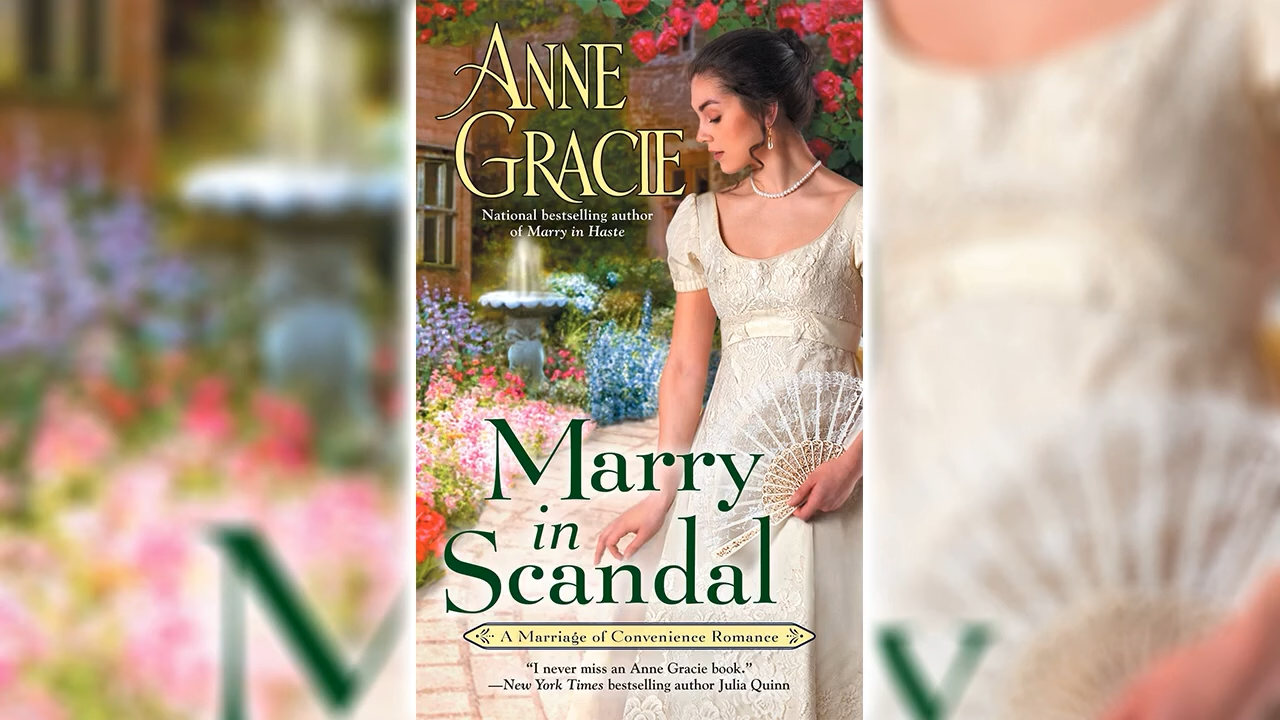 ANNE
GRACIE
National bestselling author
of Marry in Haste
Marry
in
Scandal
A Marriage of Convenience Romance
“I never miss an Anne Gracie book.”
—New York Times bestselling author Julia Quinn